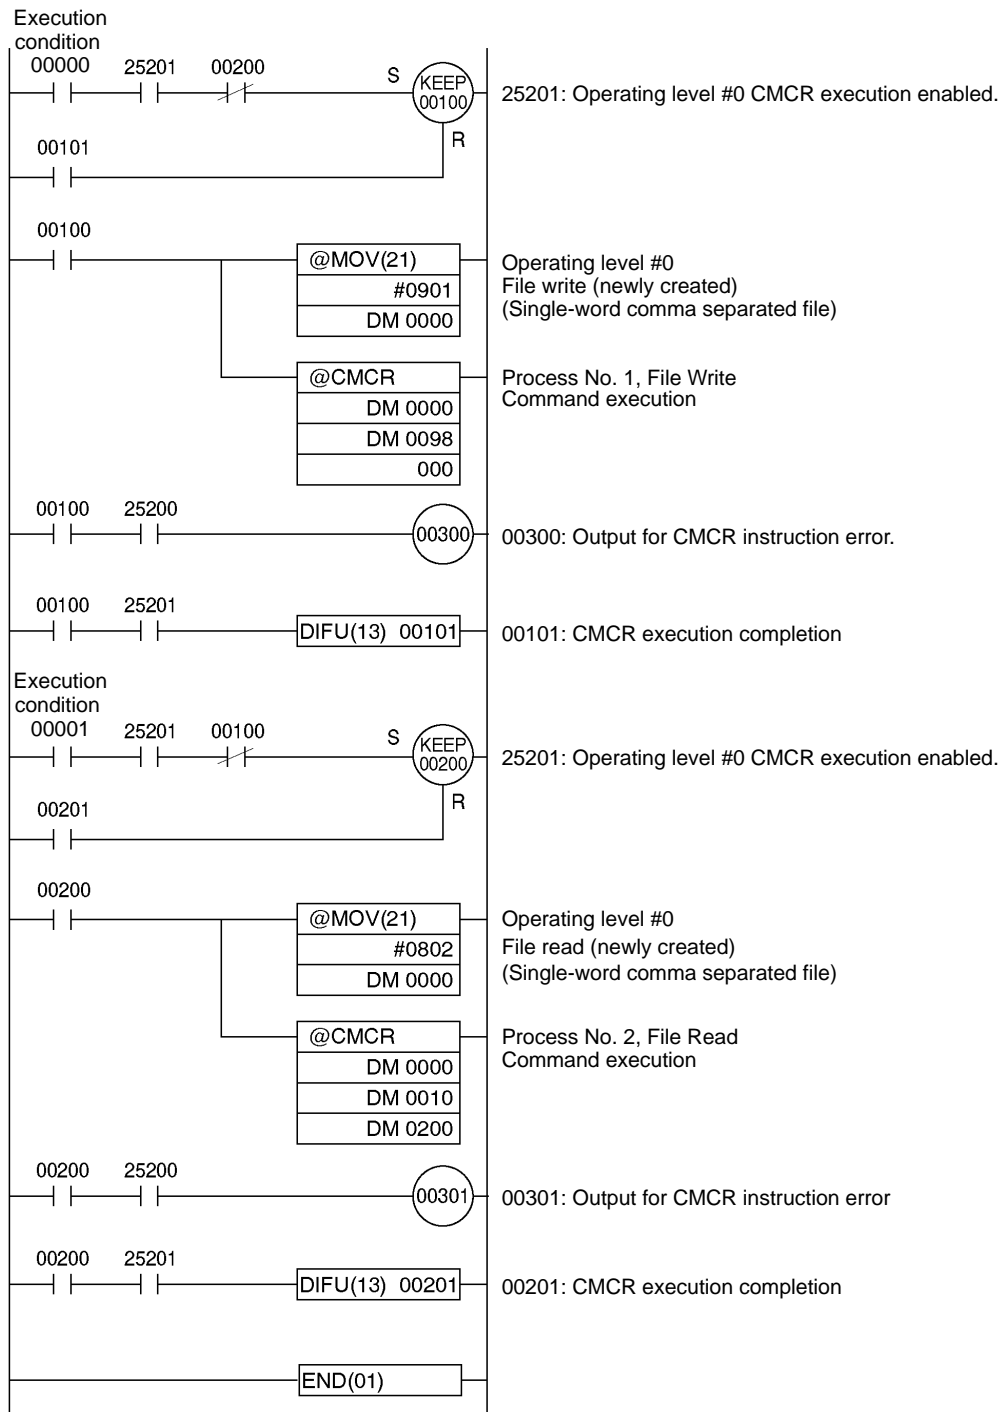 Execution
condition
00000 25201 00200 S KEEP
00100 25201: Operating level #0 CMCR execution enabled.
R
00101
00100
@MOV(21)
#0901
DM 0000
Operating level #0
File write (newly created)
(Single-word comma separated file)
@CMCR
DM 0000
DM 0098
000
Process No. 1, File Write
Command execution
00100 25200
00300 00300: Output for CMCR instruction error.
00100 25201
DIFU(13) 00101 00101: CMCR execution completion
Execution
condition
00001 25201 00100 S KEEP
00200 25201: Operating level #0 CMCR execution enabled.
R
00201
00200
@MOV(21)
#0802
DM 0000
Operating level #0
File read (newly created)
(Single-word comma separated file)
@CMCR
DM 0000
DM 0010
DM 0200
Process No. 2, File Read
Command execution
00200 25200
00301 00301: Output for CMCR instruction error
00200 25201
DIFU(13) 00201 00201: CMCR execution completion
END(01)